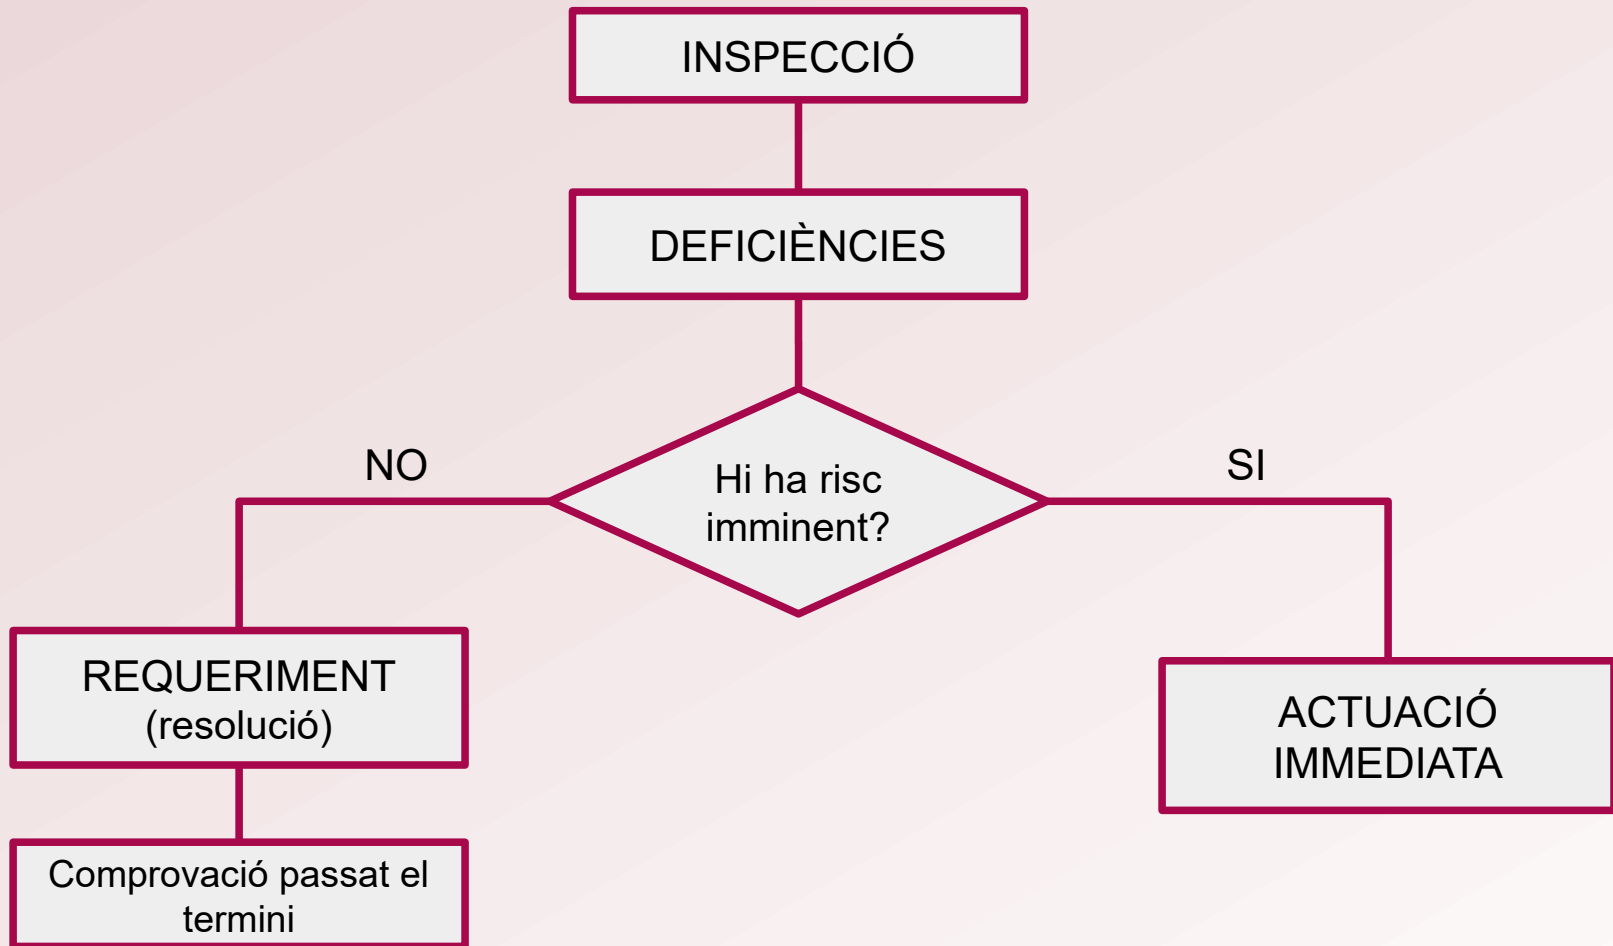 INSPECCIÓ
DEFICIÈNCIES
Hi ha risc
imminent?
NO
SI
REQUERIMENT
(resolució)
ACTUACIÓ
IMMEDIATA
Comprovació passat el
termini